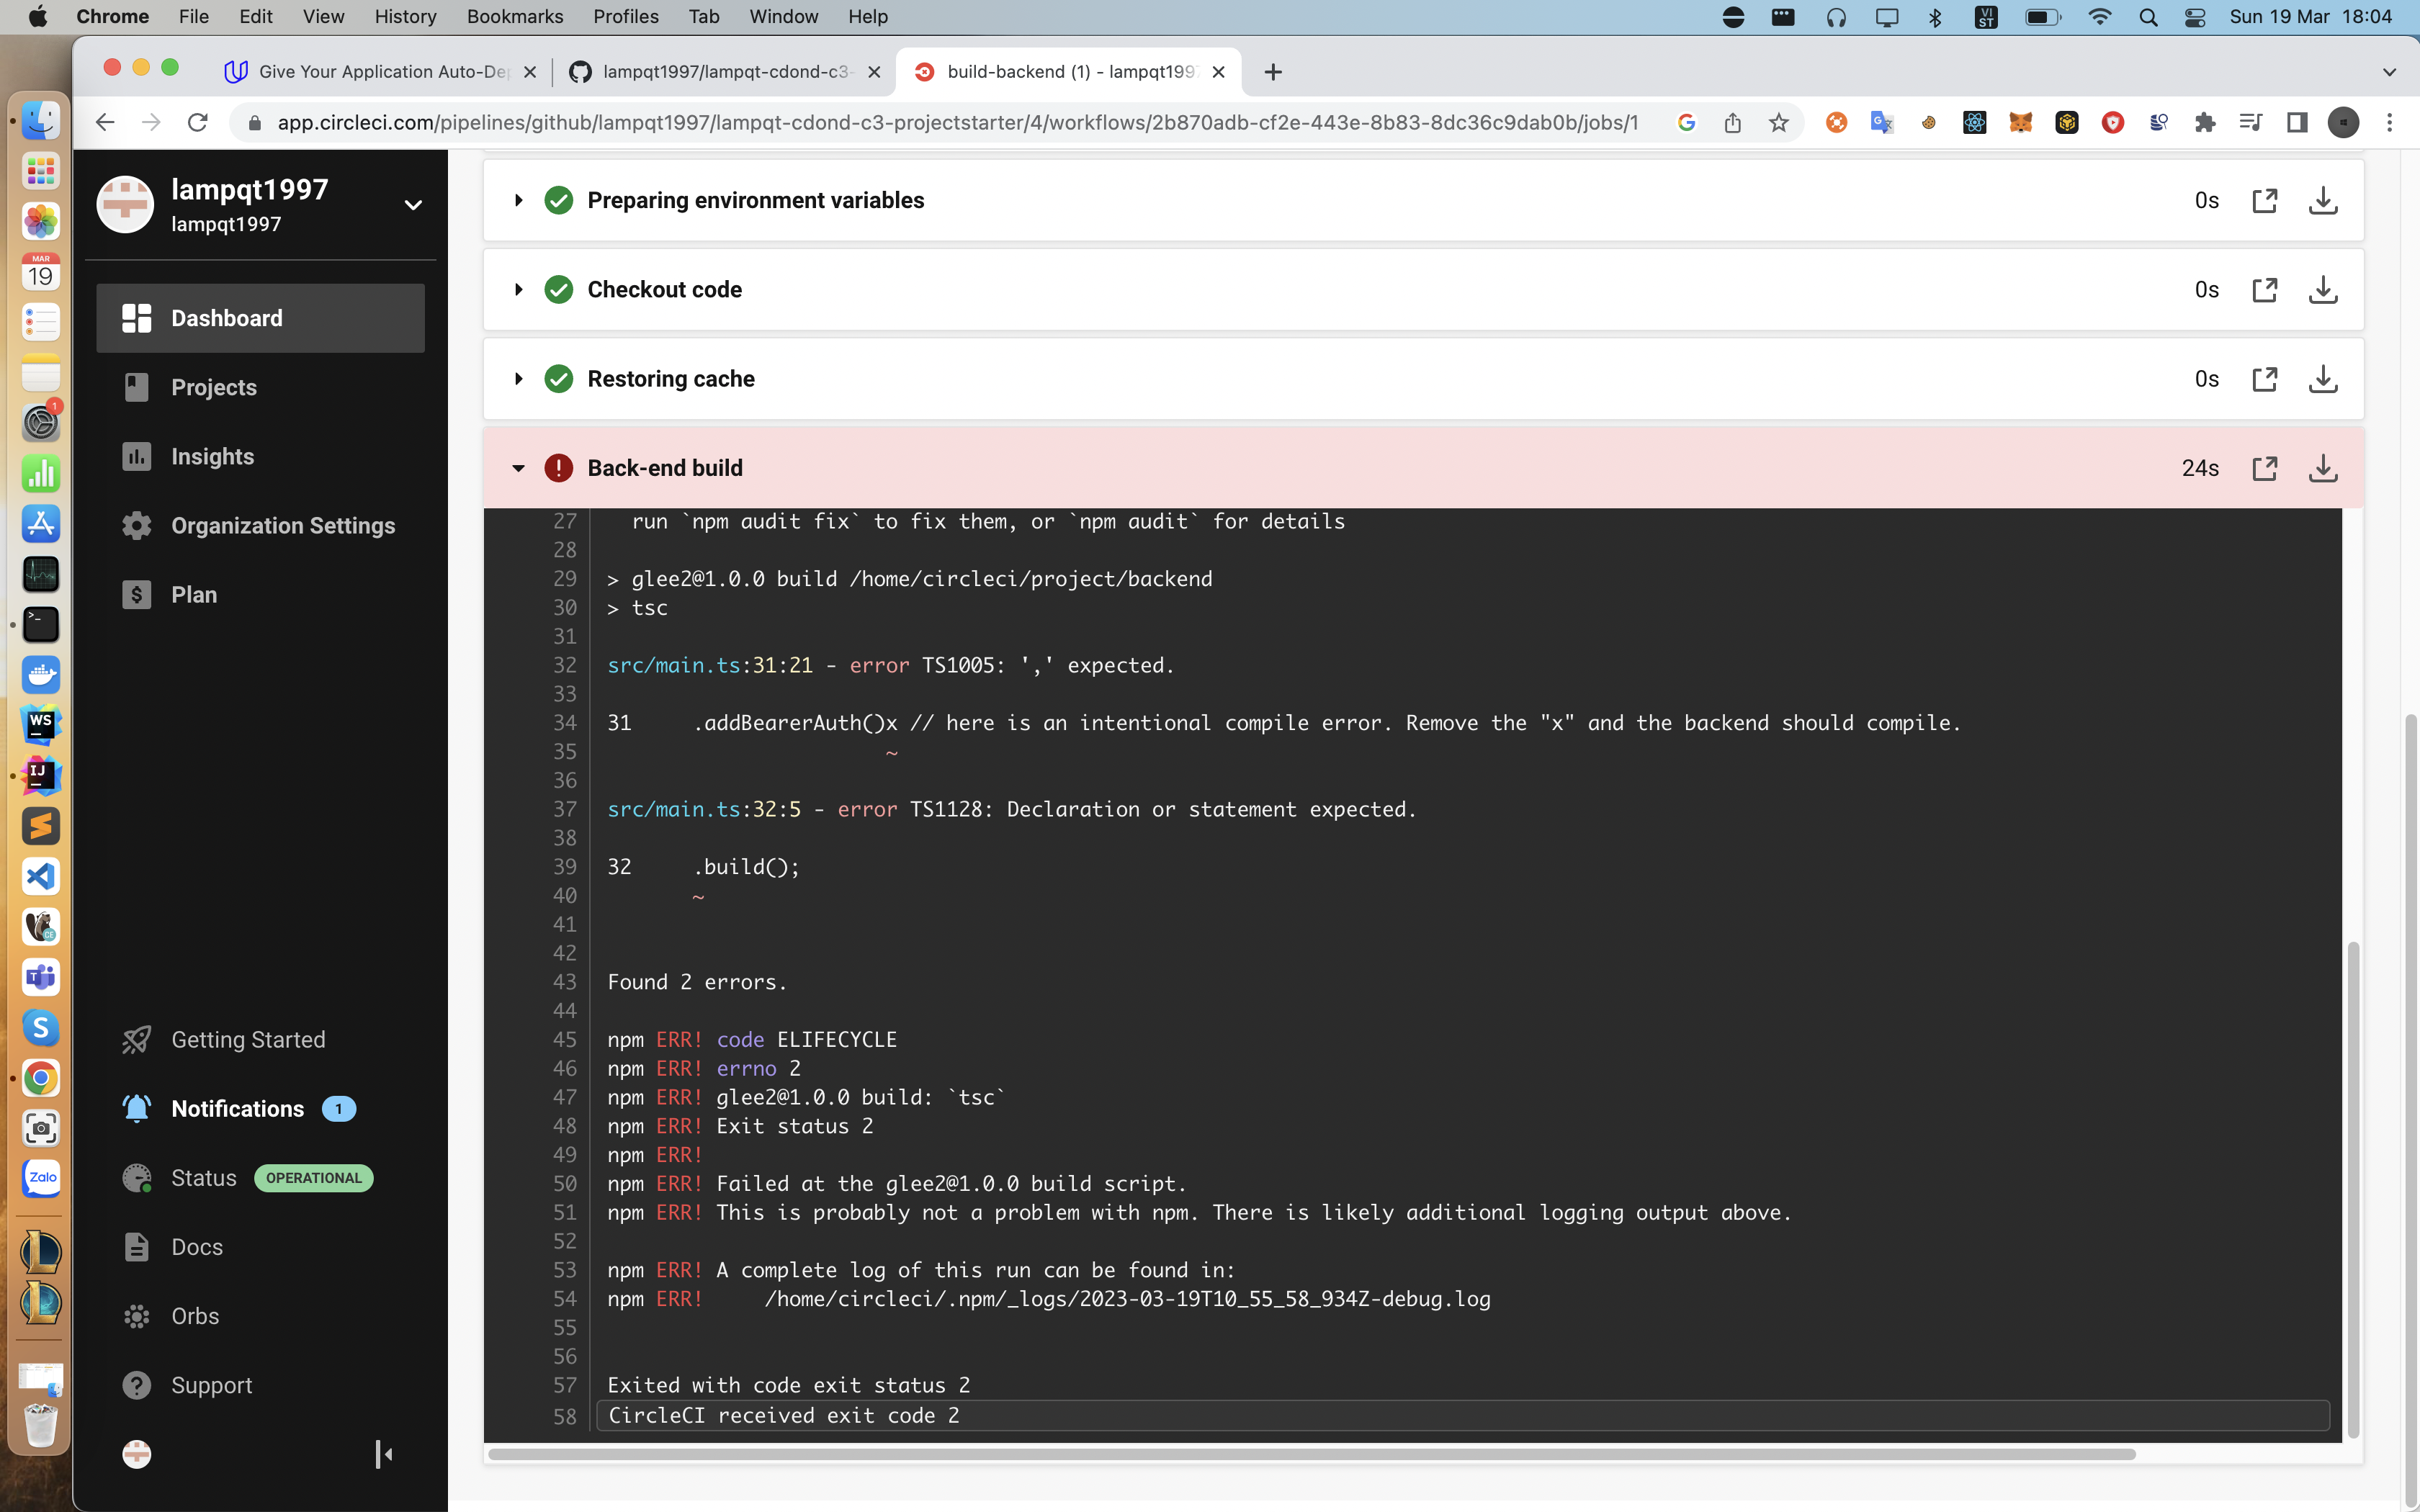 Chrome File Edit View History Bookmarks Profiles Tab Window Help
VI
ST
Sun 19 Mar 18:04
Give Your Application Auto-De
lampqt1997/lampqt-cdond-c3-
build-backend (1) - lampqt199
app.circleci.com/pipelines/github/lampqt1997/lampqt-cdond-c3-projectstarter/4/workflows/2b870adb-cf2e-443e-8b83-8dc36c9dab0b/jobs/1
MAR
19
1
>_
WS
IJ
CE
T
S
Zalo
lampqt1997
lampqt1997
Dashboard
Projects
Insights
Organization Settings
Plan
Getting Started
Notifications 1
Status OPERATIONAL
Docs
Orbs
Support
Preparing environment variables 0s
Checkout code 0s
Restoring cache 0s
Back-end build 24s
27 run `npm audit fix` to fix them, or `npm audit` for details
28
29 > glee2@1.0.0 build /home/circleci/project/backend
30 > tsc
31
32 src/main.ts:31:21 - error TS1005: ',' expected.
33
34 31 .addBearerAuth()x // here is an intentional compile error. Remove the "x" and the backend should compile.
35 ~
36
37 src/main.ts:32:5 - error TS1128: Declaration or statement expected.
38
39 32 .build();
40 ~
41
42
43 Found 2 errors.
44
45 npm ERR! code ELIFECYCLE
46 npm ERR! errno 2
47 npm ERR! glee2@1.0.0 build: `tsc`
48 npm ERR! Exit status 2
49 npm ERR!
50 npm ERR! Failed at the glee2@1.0.0 build script.
51 npm ERR! This is probably not a problem with npm. There is likely additional logging output above.
52
53 npm ERR! A complete log of this run can be found in:
54 npm ERR! /home/circleci/.npm/_logs/2023-03-19T10_55_58_934Z-debug.log
55
56
57 Exited with code exit status 2
58 CircleCI received exit code 2